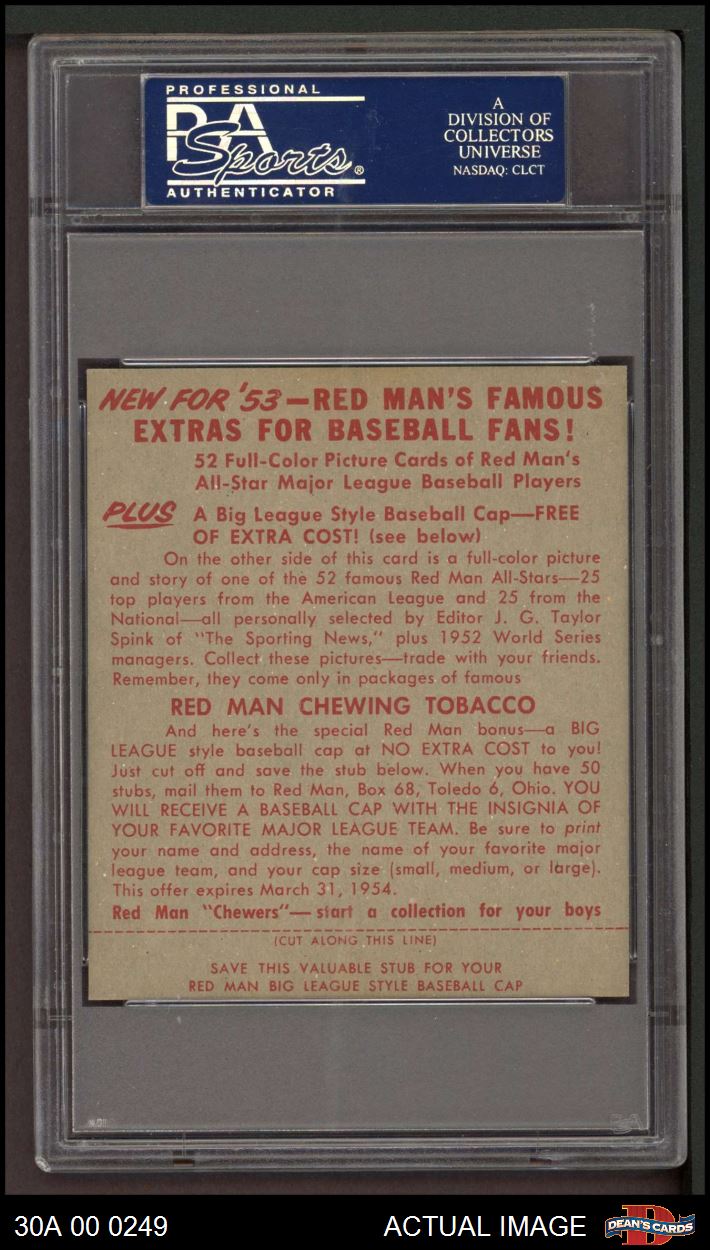 PROFESSIONAL
PSA
Sports®
AUTHENTICATOR
A
DIVISION OF
COLLECTORS
UNIVERSE
NASDAQ: CLCT
NEW FOR '53—RED MAN'S FAMOUS
EXTRAS FOR BASEBALL FANS!
52 Full-Color Picture Cards of Red Man's
All-Star Major League Baseball Players
PLUS A Big League Style Baseball Cap—FREE
OF EXTRA COST! (see below)
On the other side of this card is a full-color picture
and story of one of the 52 famous Red Man All-Stars—25
top players from the American League and 25 from the
National—all personally selected by Editor J. G. Taylor
Spink of "The Sporting News," plus 1952 World Series
managers. Collect these pictures—trade with your friends.
Remember, they come only in packages of famous
RED MAN CHEWING TOBACCO
And here's the special Red Man bonus—a BIG
LEAGUE style baseball cap at NO EXTRA COST to you!
Just cut off and save the stub below. When you have 50
stubs, mail them to Red Man, Box 68, Toledo 6, Ohio. YOU
WILL RECEIVE A BASEBALL CAP WITH THE INSIGNIA OF
YOUR FAVORITE MAJOR LEAGUE TEAM. Be sure to print
your name and address, the name of your favorite major
league team, and your cap size (small, medium, or large).
This offer expires March 31, 1954.
Red Man "Chewers"—start a collection for your boys
(CUT ALONG THIS LINE)
SAVE THIS VALUABLE STUB FOR YOUR
RED MAN BIG LEAGUE STYLE BASEBALL CAP
PSA
30A 00 0249
ACTUAL IMAGE
D
DEAN'S CARDS